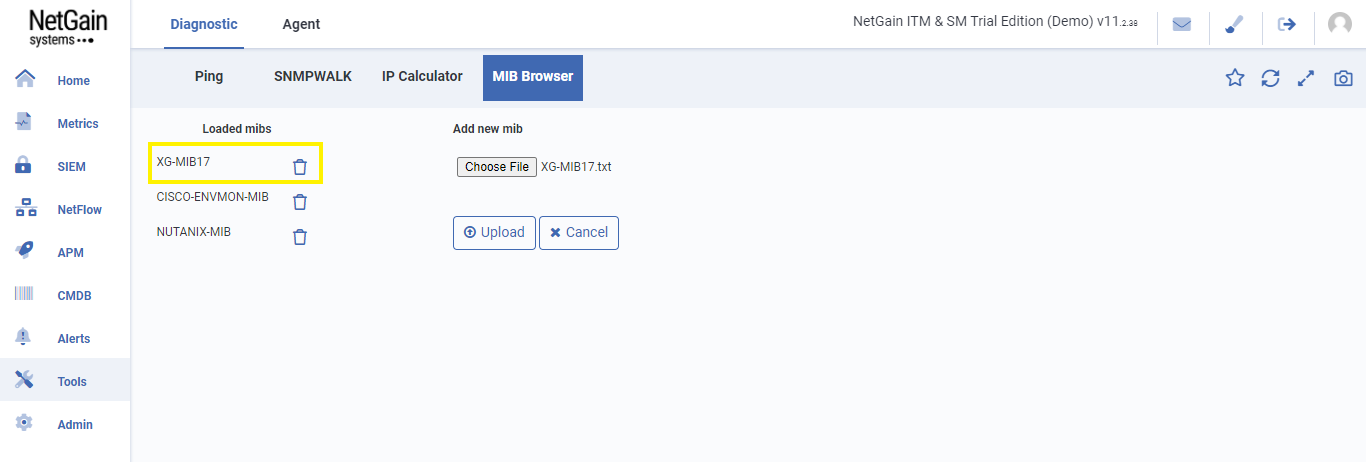 NetGain
systems
Diagnostic Agent
NetGain ITM & SM Trial Edition (Demo) v11.2.38
Home
Metrics
SIEM
NetFlow
APM
CMDB
Alerts
Tools
Admin
Ping SNMPWALK IP Calculator MIB Browser
Loaded mibs
XG-MIB17
CISCO-ENVMON-MIB
NUTANIX-MIB
Add new mib
Choose File XG-MIB17.txt
Upload Cancel